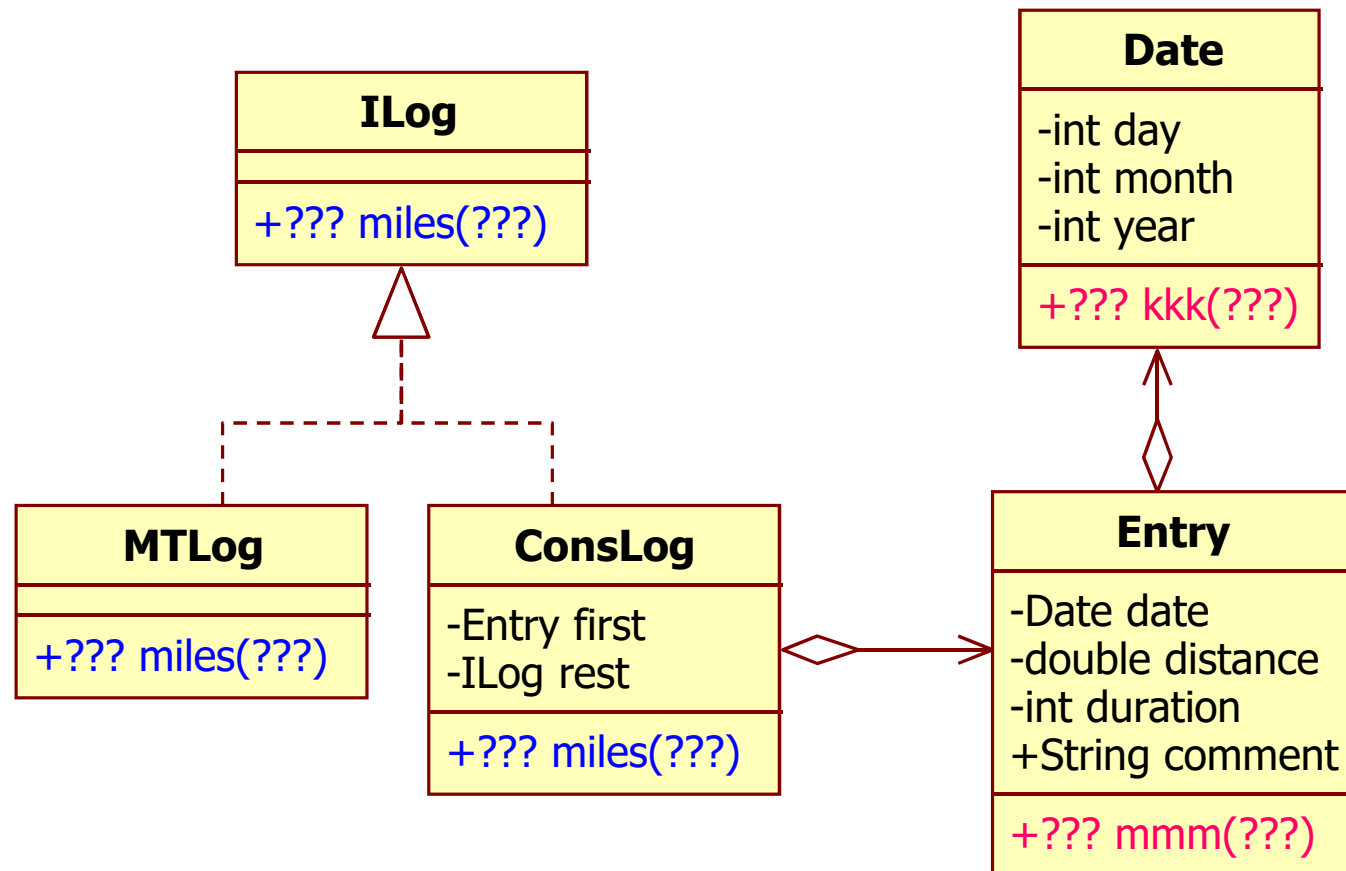 ILog
+??? miles(???)
Date
-int day
-int month
-int year
+??? kkk(???)
MTLog
+??? miles(???)
ConsLog
-Entry first
-ILog rest
+??? miles(???)
Entry
-Date date
-double distance
-int duration
+String comment
+??? mmm(???)